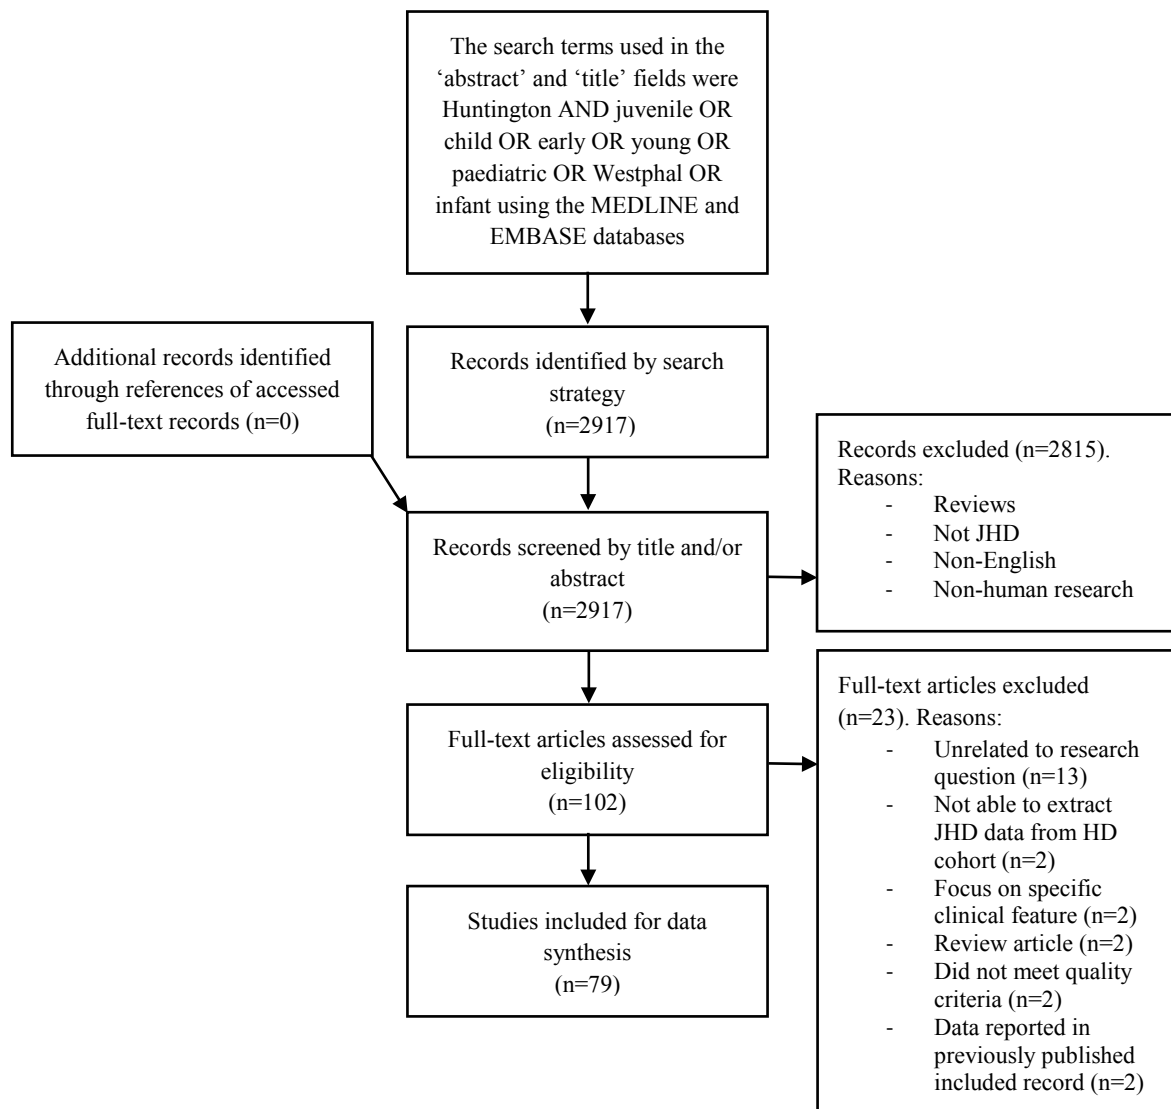 The search terms used in the
‘abstract’ and ‘title’ fields were
Huntington AND juvenile OR
child OR early OR young OR
paediatric OR Westphal OR
infant using the MEDLINE and
EMBASE databases
Additional records identified
through references of accessed
full-text records (n=0)
Records identified by search
strategy
(n=2917)
Records screened by title and/or
abstract
(n=2917)
Records excluded (n=2815).
Reasons:
- Reviews
- Not JHD
- Non-English
- Non-human research
Full-text articles assessed for
eligibility
(n=102)
Full-text articles excluded
(n=23). Reasons:
- Unrelated to research
question (n=13)
- Not able to extract
JHD data from HD
cohort (n=2)
- Focus on specific
clinical feature (n=2)
- Review article (n=2)
- Did not meet quality
criteria (n=2)
- Data reported in
previously published
included record (n=2)
Studies included for data
synthesis
(n=79)